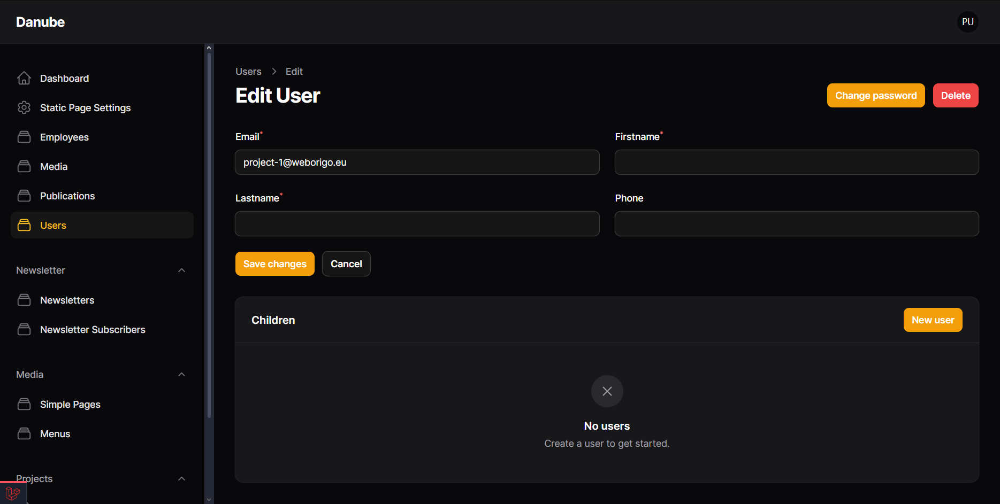 Danube
PU
Dashboard
Static Page Settings
Employees
Media
Publications
Users
Newsletter
Newsletters
Newsletter Subscribers
Media
Simple Pages
Menus
Projects
Users > Edit
Edit User
Change password
Delete
Email*
Firstname*
project-1@weborigo.eu
Lastname*
Phone
Save changes
Cancel
Children
New user
No users
Create a user to get started.